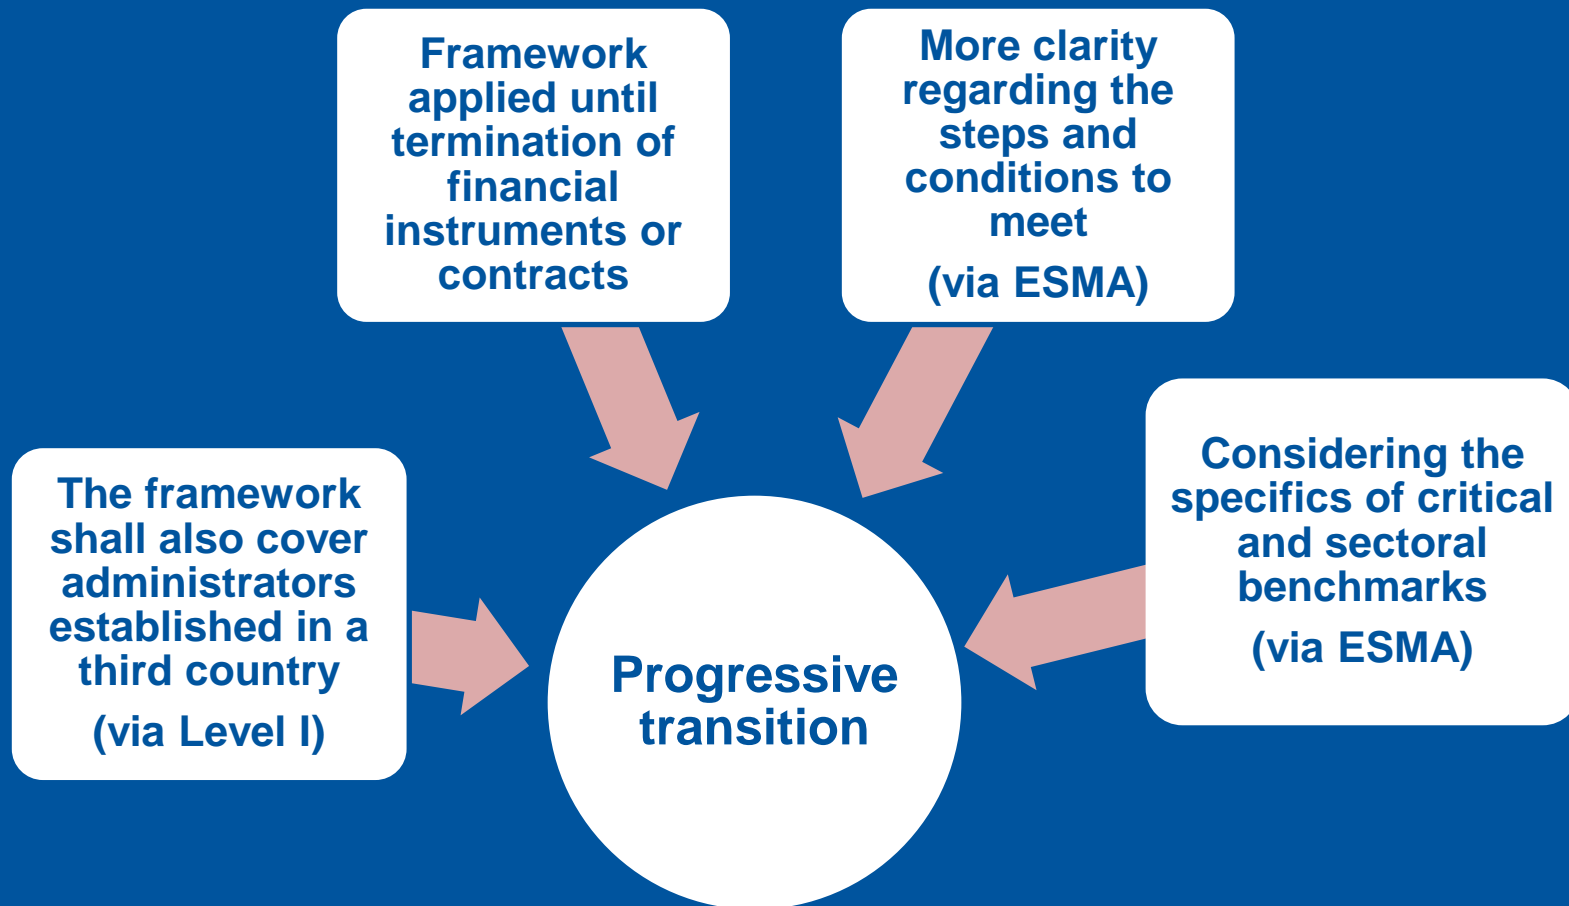 Framework
applied until
termination of
financial
instruments or
contracts
More clarity
regarding the
steps and
conditions to
meet
(via ESMA)
The framework
shall also cover
administrators
established in a
third country
(via Level I)
Considering the
specifics of critical
and sectoral
benchmarks
(via ESMA)
Progressive
transition